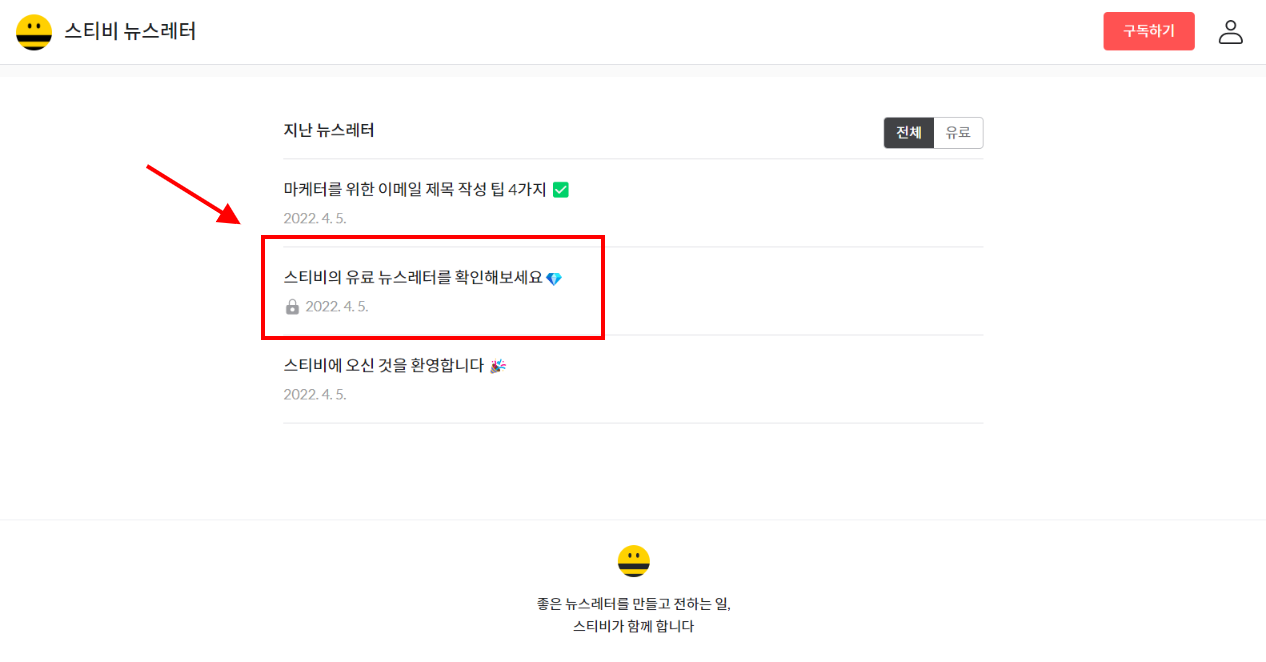 스티비 뉴스레터
구독하기
지난 뉴스레터
전체 유료
마케터를 위한 이메일 제목 작성 팁 4가지 ✅
2022. 4. 5.
스티비의 유료 뉴스레터를 확인해보세요 💎
2022. 4. 5.
스티비에 오신 것을 환영합니다 🎉
2022. 4. 5.
좋은 뉴스레터를 만들고 전하는 일,
스티비가 함께 합니다